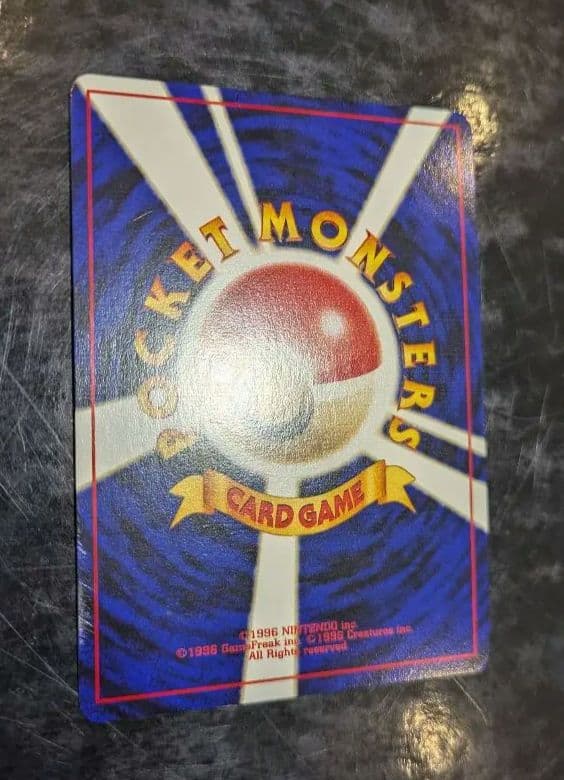 POCKET MONSTERS
CARD GAME
©1996 NINTENDO inc.
©1996 GameFreak inc. ©1996 Creatures inc.
All Rights reserved